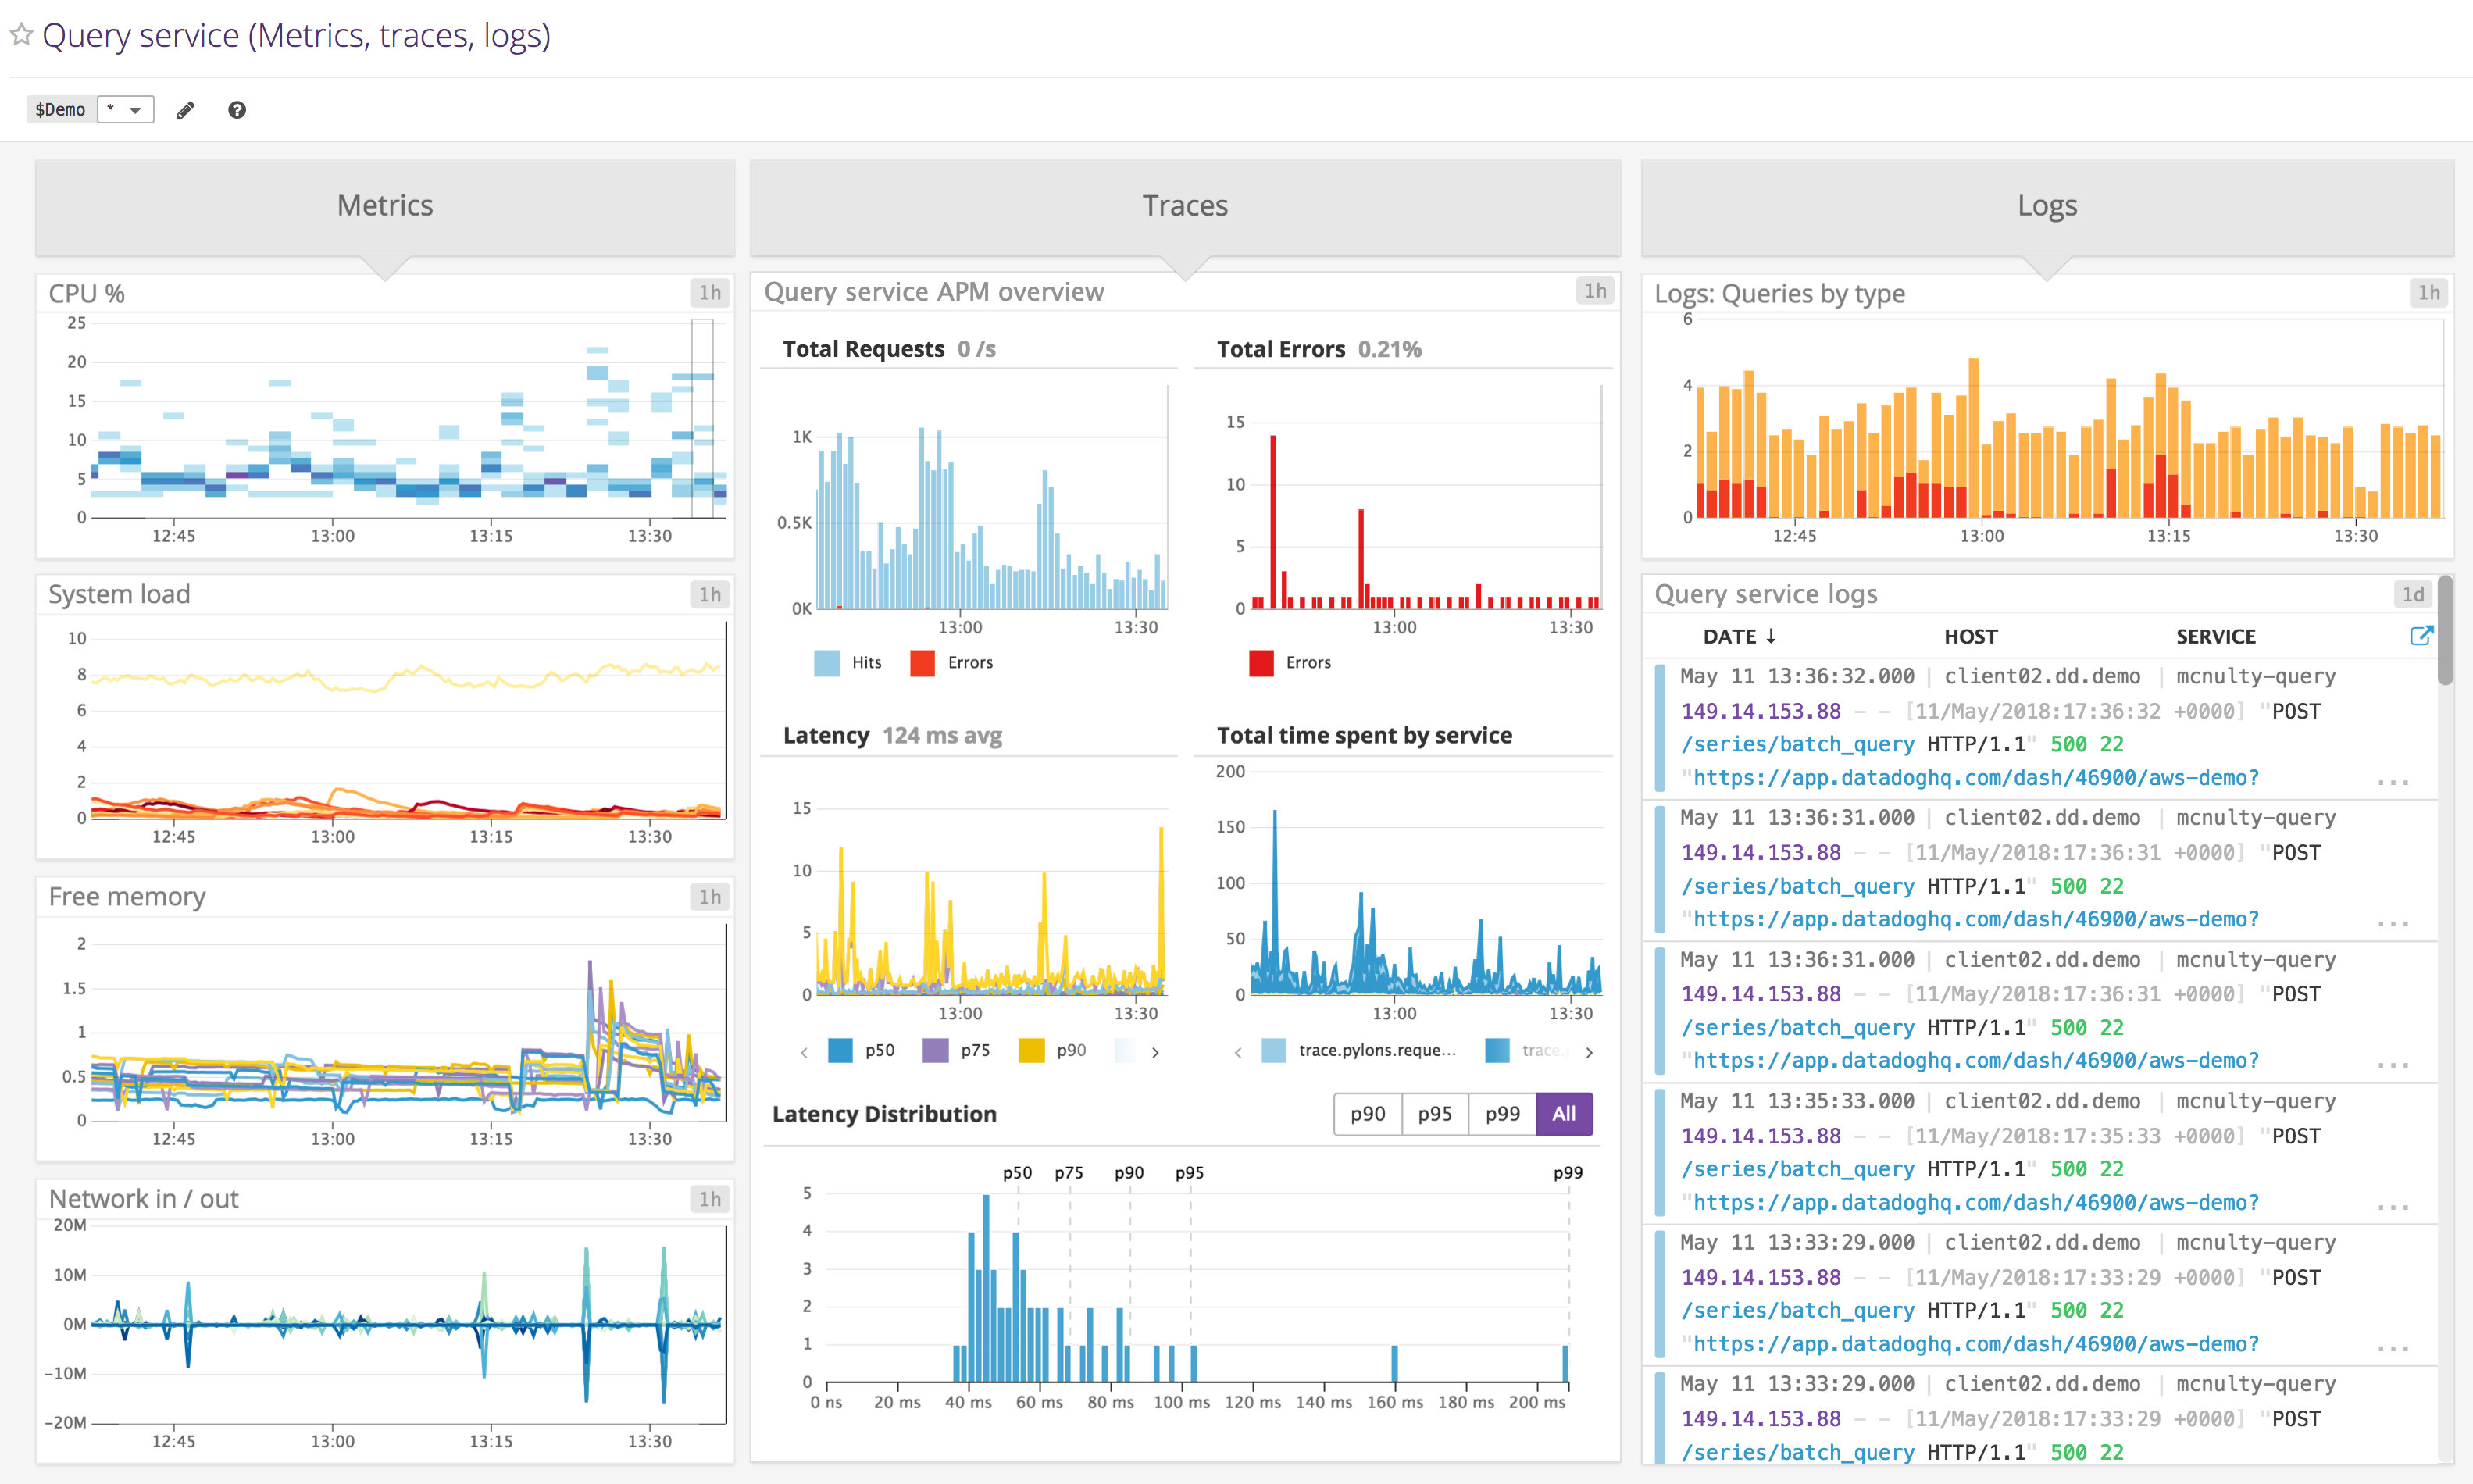 Query service (Metrics, traces, logs)
$Demo *
Metrics
CPU %
1h
25
20
15
10
5
0
12:45 13:00 13:15 13:30
System load
1h
10
8
6
4
2
0
12:45 13:00 13:15 13:30
Free memory
1h
2
1.5
1
0.5
0
12:45 13:00 13:15 13:30
Network in / out
1h
20M
10M
0M
-10M
-20M
12:45 13:00 13:15 13:30
Traces
Query service APM overview
1h
Total Requests 0 /s
1K
0.5K
0K
13:00 13:30
Hits Errors
Total Errors 0.21%
15
10
5
0
13:00 13:30
Errors
Latency 124 ms avg
15
10
5
0
13:00 13:30
p50 p75 p90
Total time spent by service
200
150
100
50
0
13:00 13:30
trace.pylons.reque... trace.
Latency Distribution
p90 p95 p99 All
p50 p75 p90 p95 p99
5
4
3
2
1
0
0 ns 20 ms 40 ms 60 ms 80 ms 100 ms 120 ms 140 ms 160 ms 180 ms 200 ms
Logs
Logs: Queries by type
1h
6
4
2
0
12:45 13:00 13:15 13:30
Query service logs
1d
DATE ↓ HOST SERVICE
May 11 13:36:32.000 | client02.dd.demo | mcnulty-query
149.14.153.88 - - [11/May/2018:17:36:32 +0000] "POST
/series/batch_query HTTP/1.1" 500 22
"https://app.datadoghq.com/dash/46900/aws-demo? ...
May 11 13:36:31.000 | client02.dd.demo | mcnulty-query
149.14.153.88 - - [11/May/2018:17:36:31 +0000] "POST
/series/batch_query HTTP/1.1" 500 22
"https://app.datadoghq.com/dash/46900/aws-demo? ...
May 11 13:36:31.000 | client02.dd.demo | mcnulty-query
149.14.153.88 - - [11/May/2018:17:36:31 +0000] "POST
/series/batch_query HTTP/1.1" 500 22
"https://app.datadoghq.com/dash/46900/aws-demo? ...
May 11 13:35:33.000 | client02.dd.demo | mcnulty-query
149.14.153.88 - - [11/May/2018:17:35:33 +0000] "POST
/series/batch_query HTTP/1.1" 500 22
"https://app.datadoghq.com/dash/46900/aws-demo? ...
May 11 13:33:29.000 | client02.dd.demo | mcnulty-query
149.14.153.88 - - [11/May/2018:17:33:29 +0000] "POST
/series/batch_query HTTP/1.1" 500 22
"https://app.datadoghq.com/dash/46900/aws-demo? ...
May 11 13:33:29.000 | client02.dd.demo | mcnulty-query
149.14.153.88 - - [11/May/2018:17:33:29 +0000] "POST
/series/batch_query HTTP/1.1" 500 22